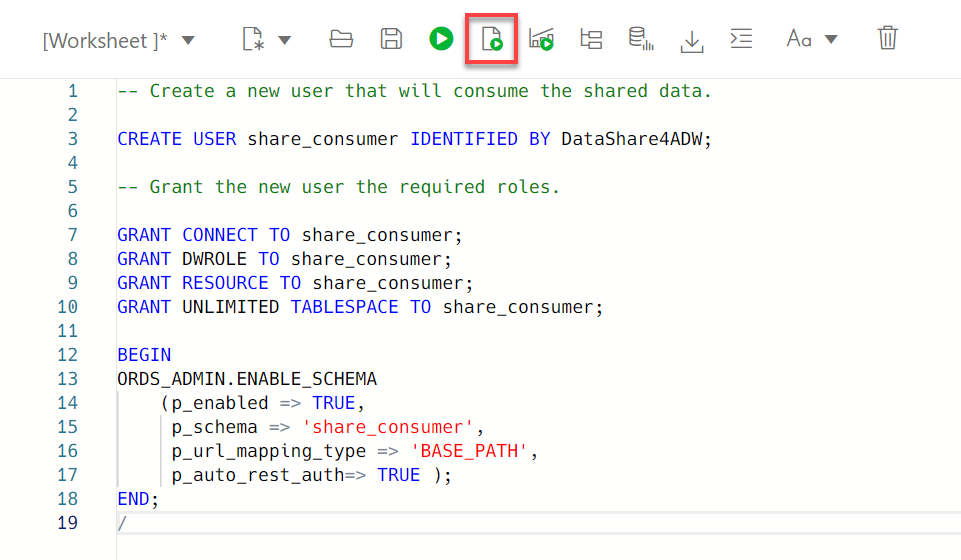 [Worksheet ]*
Aa
1 -- Create a new user that will consume the shared data.
2
3 CREATE USER share_consumer IDENTIFIED BY DataShare4ADW;
4
5 -- Grant the new user the required roles.
6
7 GRANT CONNECT TO share_consumer;
8 GRANT DWROLE TO share_consumer;
9 GRANT RESOURCE TO share_consumer;
10 GRANT UNLIMITED TABLESPACE TO share_consumer;
11
12 BEGIN
13 ORDS_ADMIN.ENABLE_SCHEMA
14     (p_enabled => TRUE,
15      p_schema => 'share_consumer',
16      p_url_mapping_type => 'BASE_PATH',
17      p_auto_rest_auth=> TRUE );
18 END;
19 /